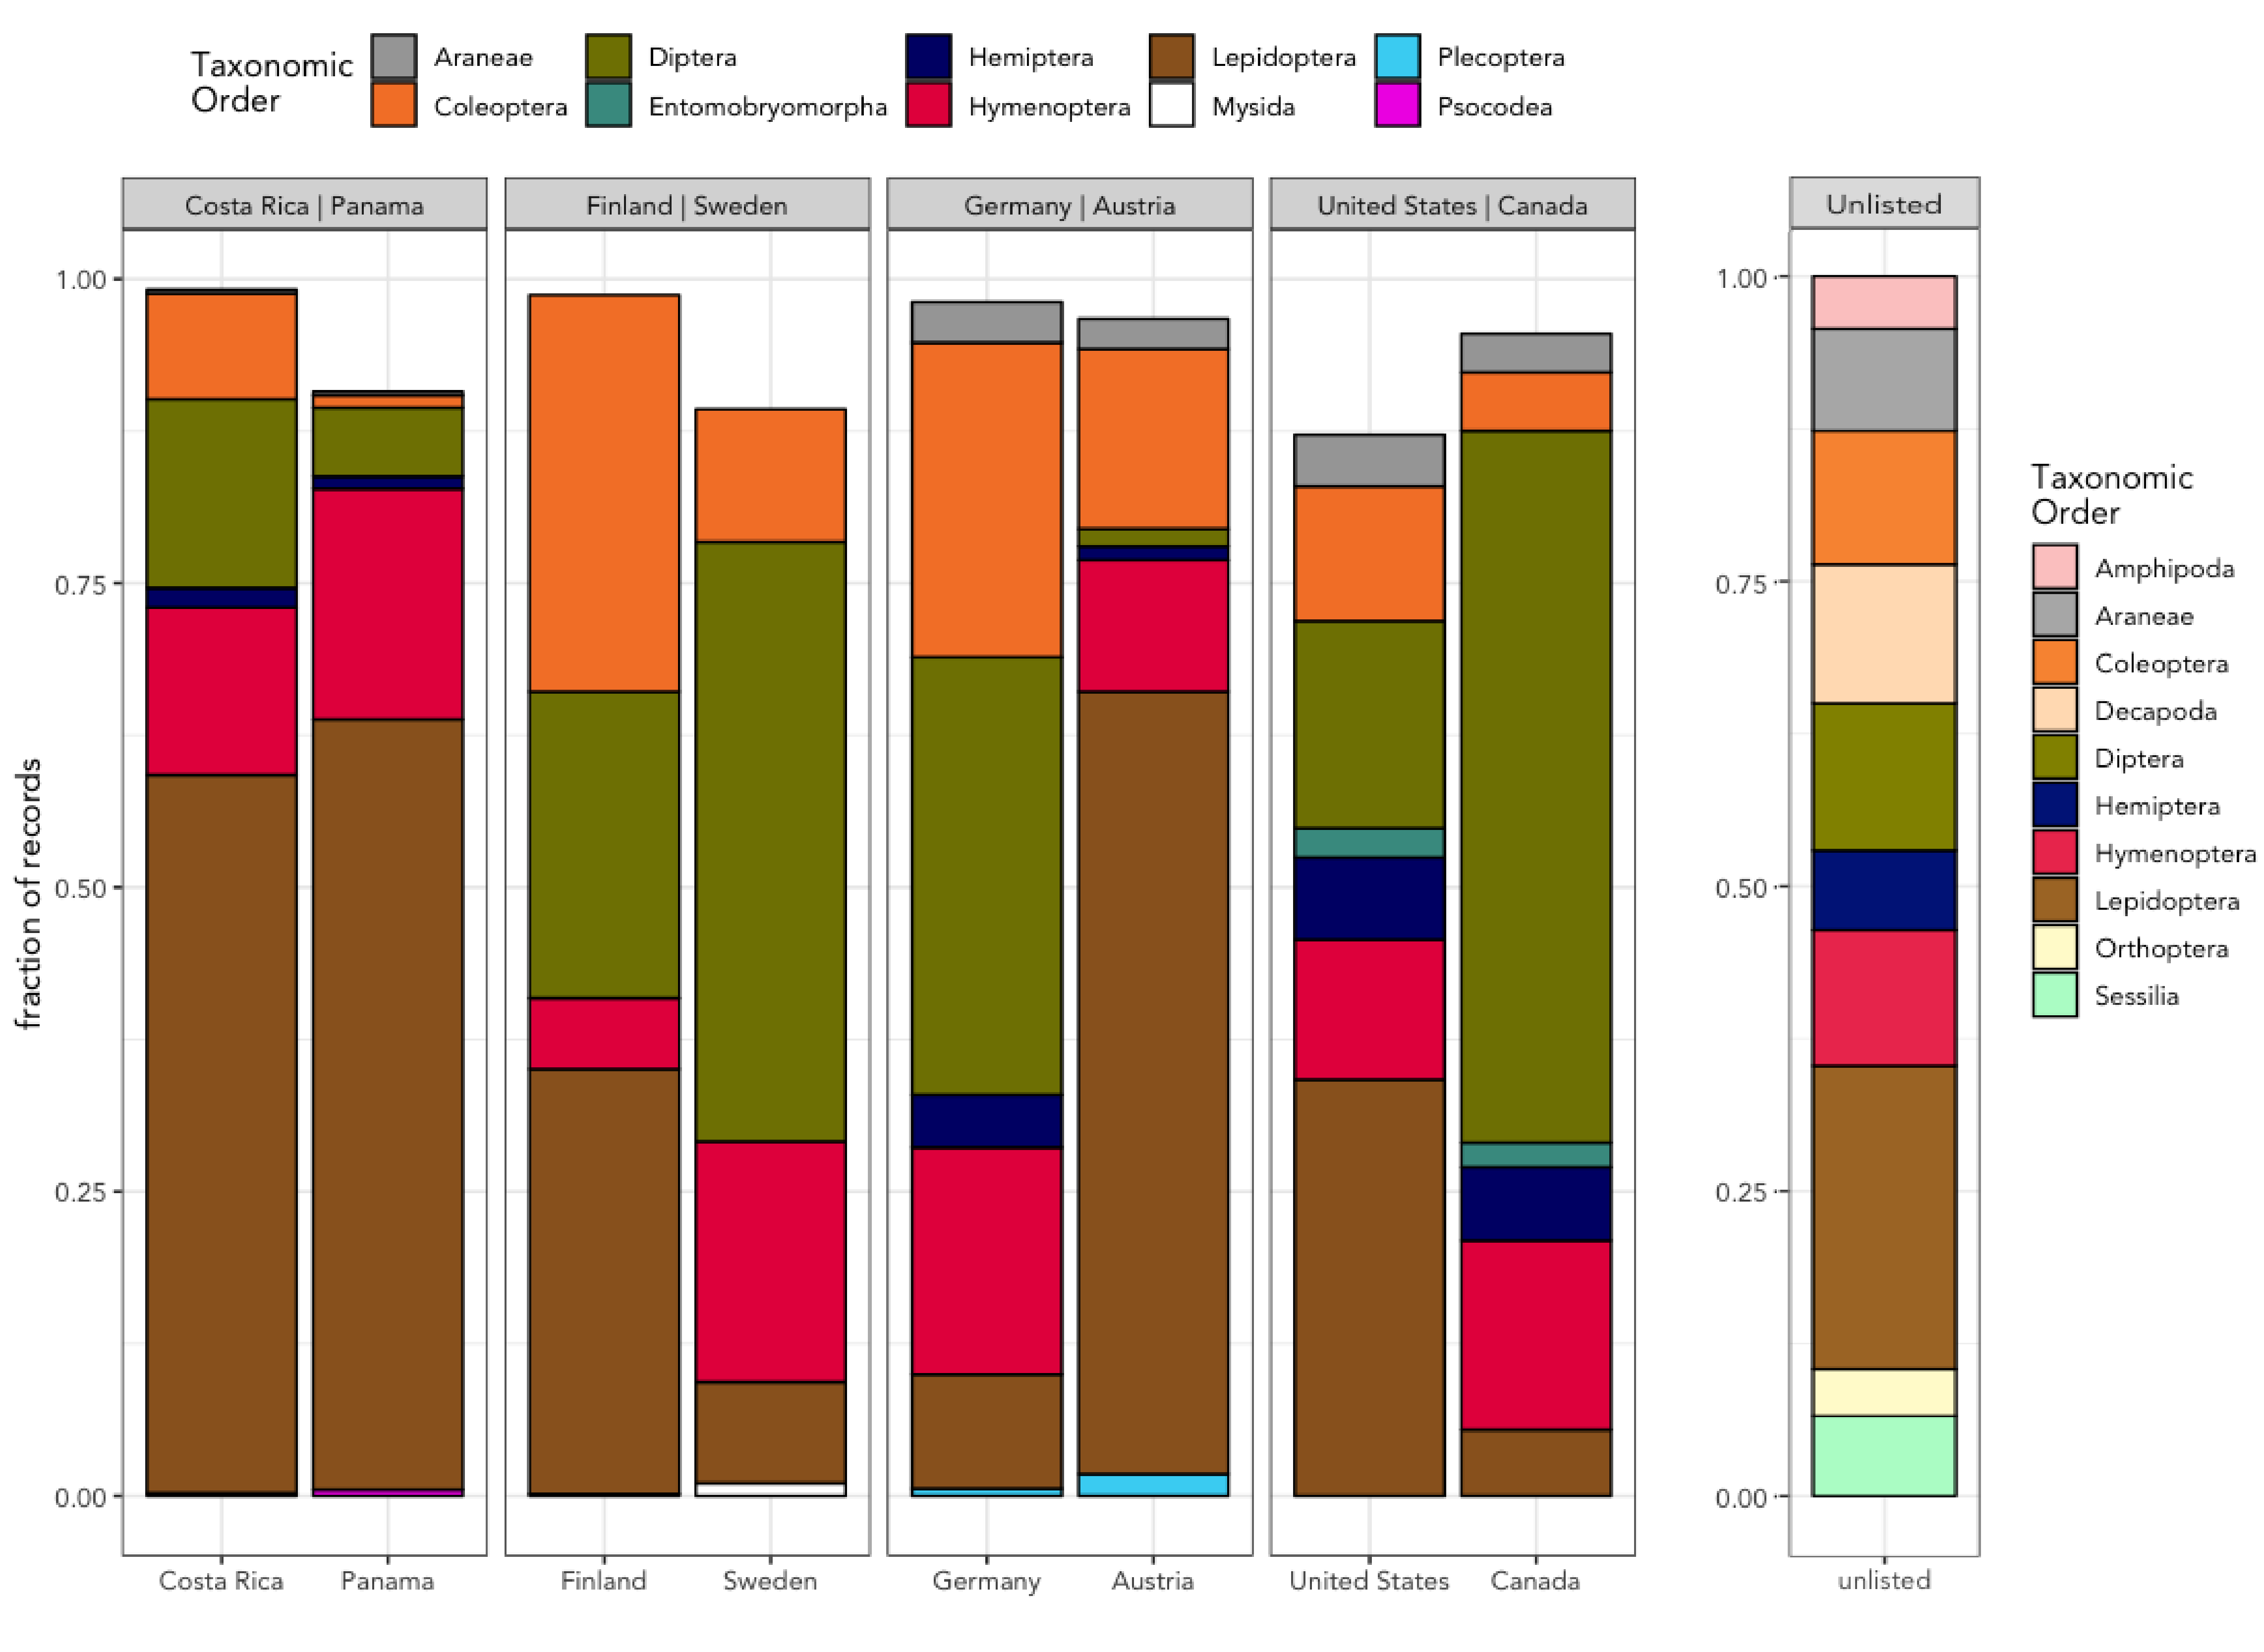 Taxonomic
Order
Araneae
Diptera
Hemiptera
Lepidoptera
Plecoptera
Coleoptera
Entomobryomorpha
Hymenoptera
Mysida
Psocodea
Costa Rica | Panama
Finland | Sweden
Germany | Austria
United States | Canada
Unlisted
fraction of records
1.00
0.75
0.50
0.25
0.00
Costa Rica
Panama
Finland
Sweden
Germany
Austria
United States
Canada
1.00
0.75
0.50
0.25
0.00
unlisted
Taxonomic
Order
Amphipoda
Araneae
Coleoptera
Decapoda
Diptera
Hemiptera
Hymenoptera
Lepidoptera
Orthoptera
Sessilia